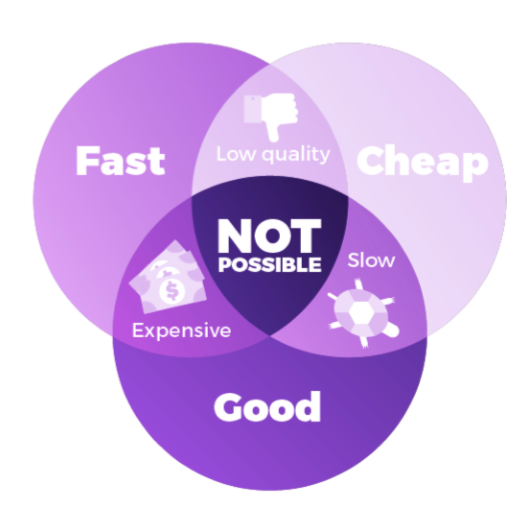 Fast
Low quality
Cheap
NOT
POSSIBLE
Slow
$
Expensive
Good